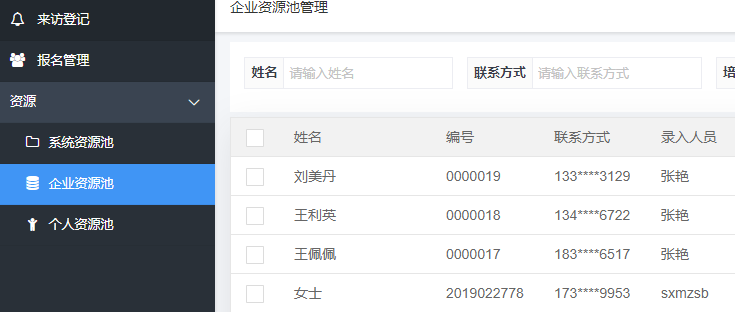 来访登记
报名管理
资源
系统资源池
企业资源池
个人资源池
企业资源池管理
姓名 请输入姓名 联系方式 请输入联系方式
姓名 编号 联系方式 录入人员
刘美丹 0000019 133****3129 张艳
王利英 0000018 134****6722 张艳
王佩佩 0000017 183****6517 张艳
女士 2019022778 173****9953 sxmzsb